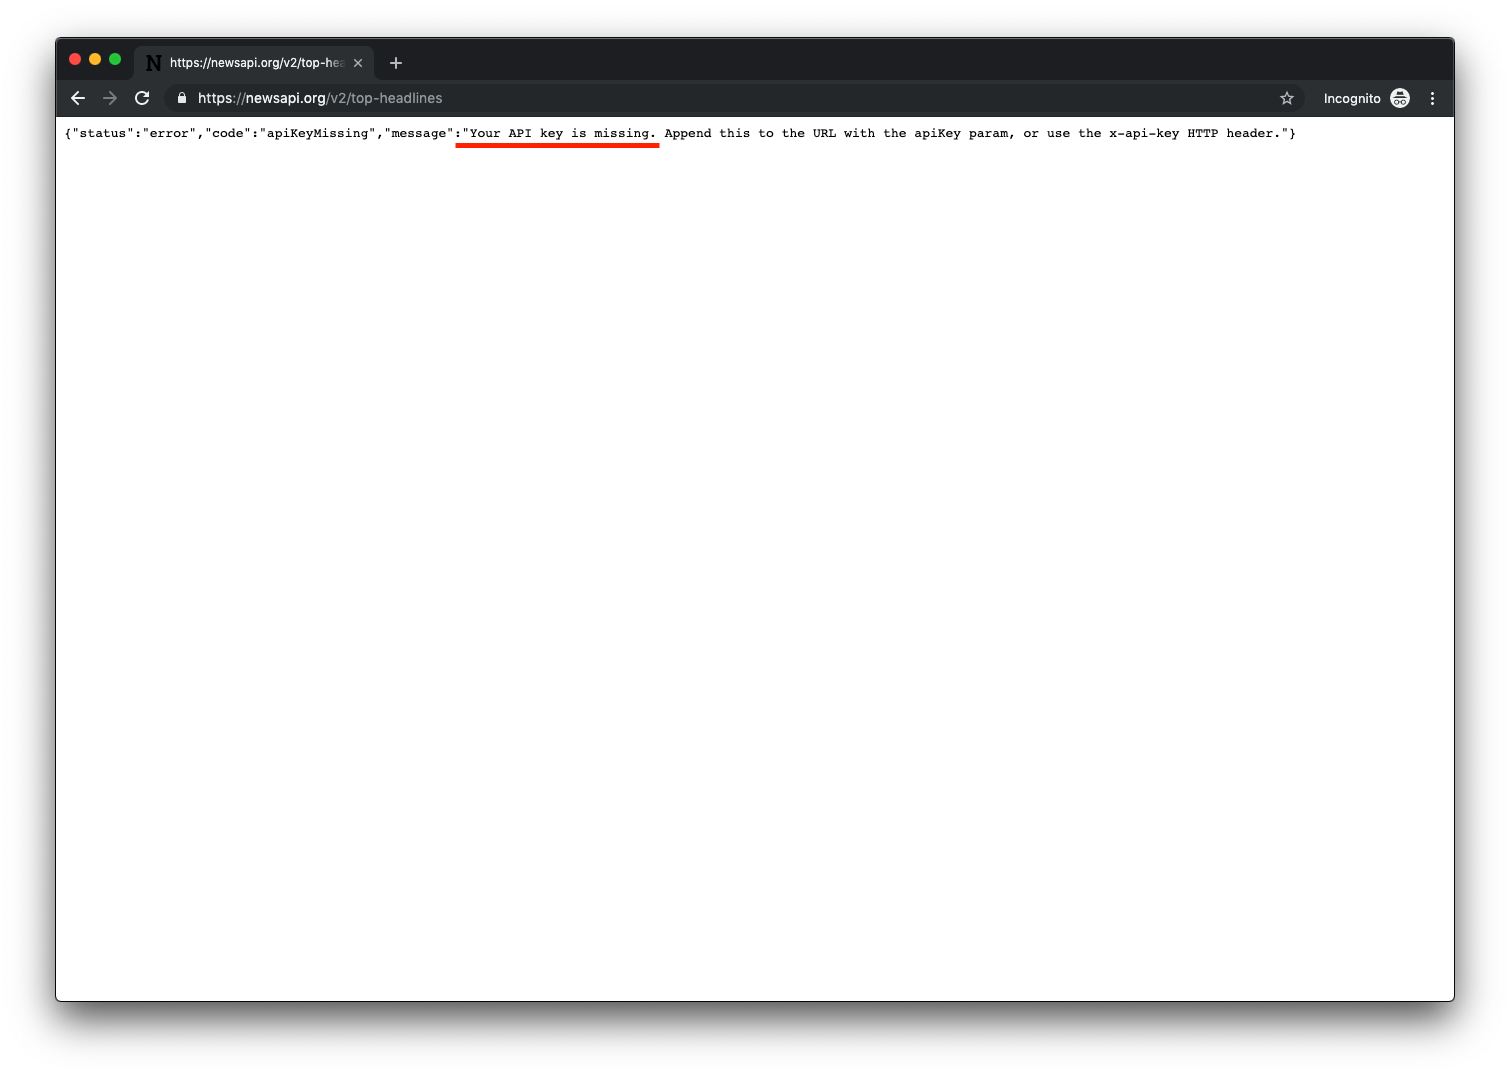 N https://newsapi.org/v2/top-hea
https://newsapi.org/v2/top-headlines
Incognito
{"status":"error","code":"apiKeyMissing","message":"Your API key is missing. Append this to the URL with the apiKey param, or use the x-api-key HTTP header."}